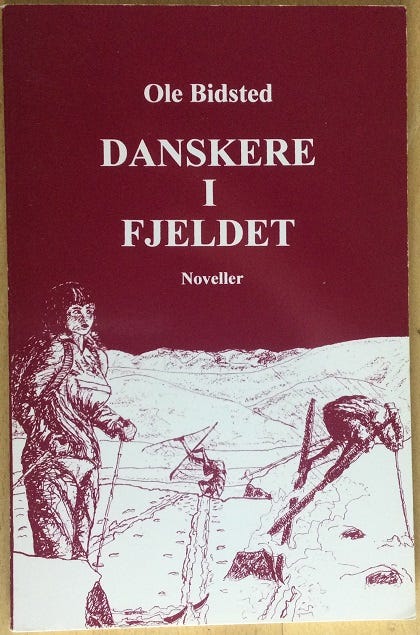 Ole Bidsted
DANSKERE
I
FJELDET
Noveller